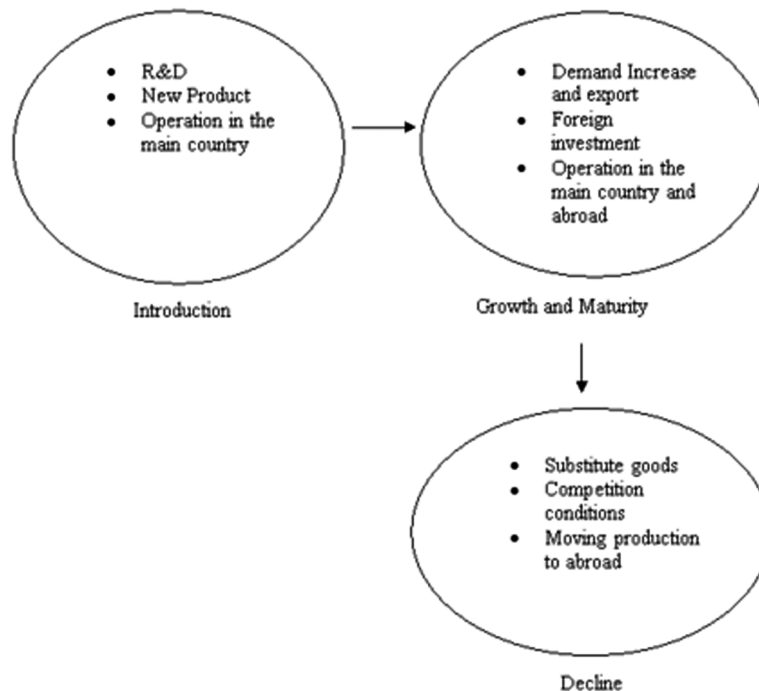 • R&D
• New Product
• Operation in the
main country
Introduction
• Demand Increase
and export
• Foreign
investment
• Operation in the
main country and
abroad
Growth and Maturity
• Substitute goods
• Competition
conditions
• Moving production
to abroad
Decline